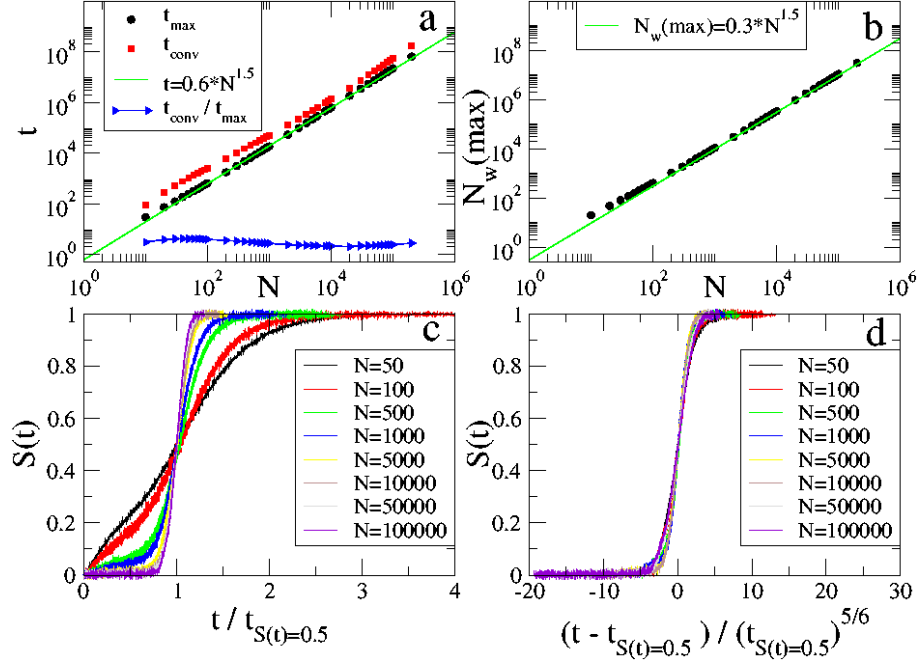 a
t_max
t_conv
t=0.6*N^1.5
t_conv / t_max
10^8
10^6
10^4
10^2
10^0
t
10^0
10^2
10^4
10^6
N
b
N_w(max)=0.3*N^1.5
10^8
10^6
10^4
10^2
10^0
N_w(max)
10^0
10^2
10^4
10^6
N
c
1
0.8
0.6
0.4
0.2
0
S(t)
N=50
N=100
N=500
N=1000
N=5000
N=10000
N=50000
N=100000
0
1
2
3
4
t / t_S(t)=0.5
d
1
0.8
0.6
0.4
0.2
0
S(t)
N=50
N=100
N=500
N=1000
N=5000
N=10000
N=50000
N=100000
-20
-10
0
10
20
30
(t - t_S(t)=0.5 ) / (t_S(t)=0.5)^5/6